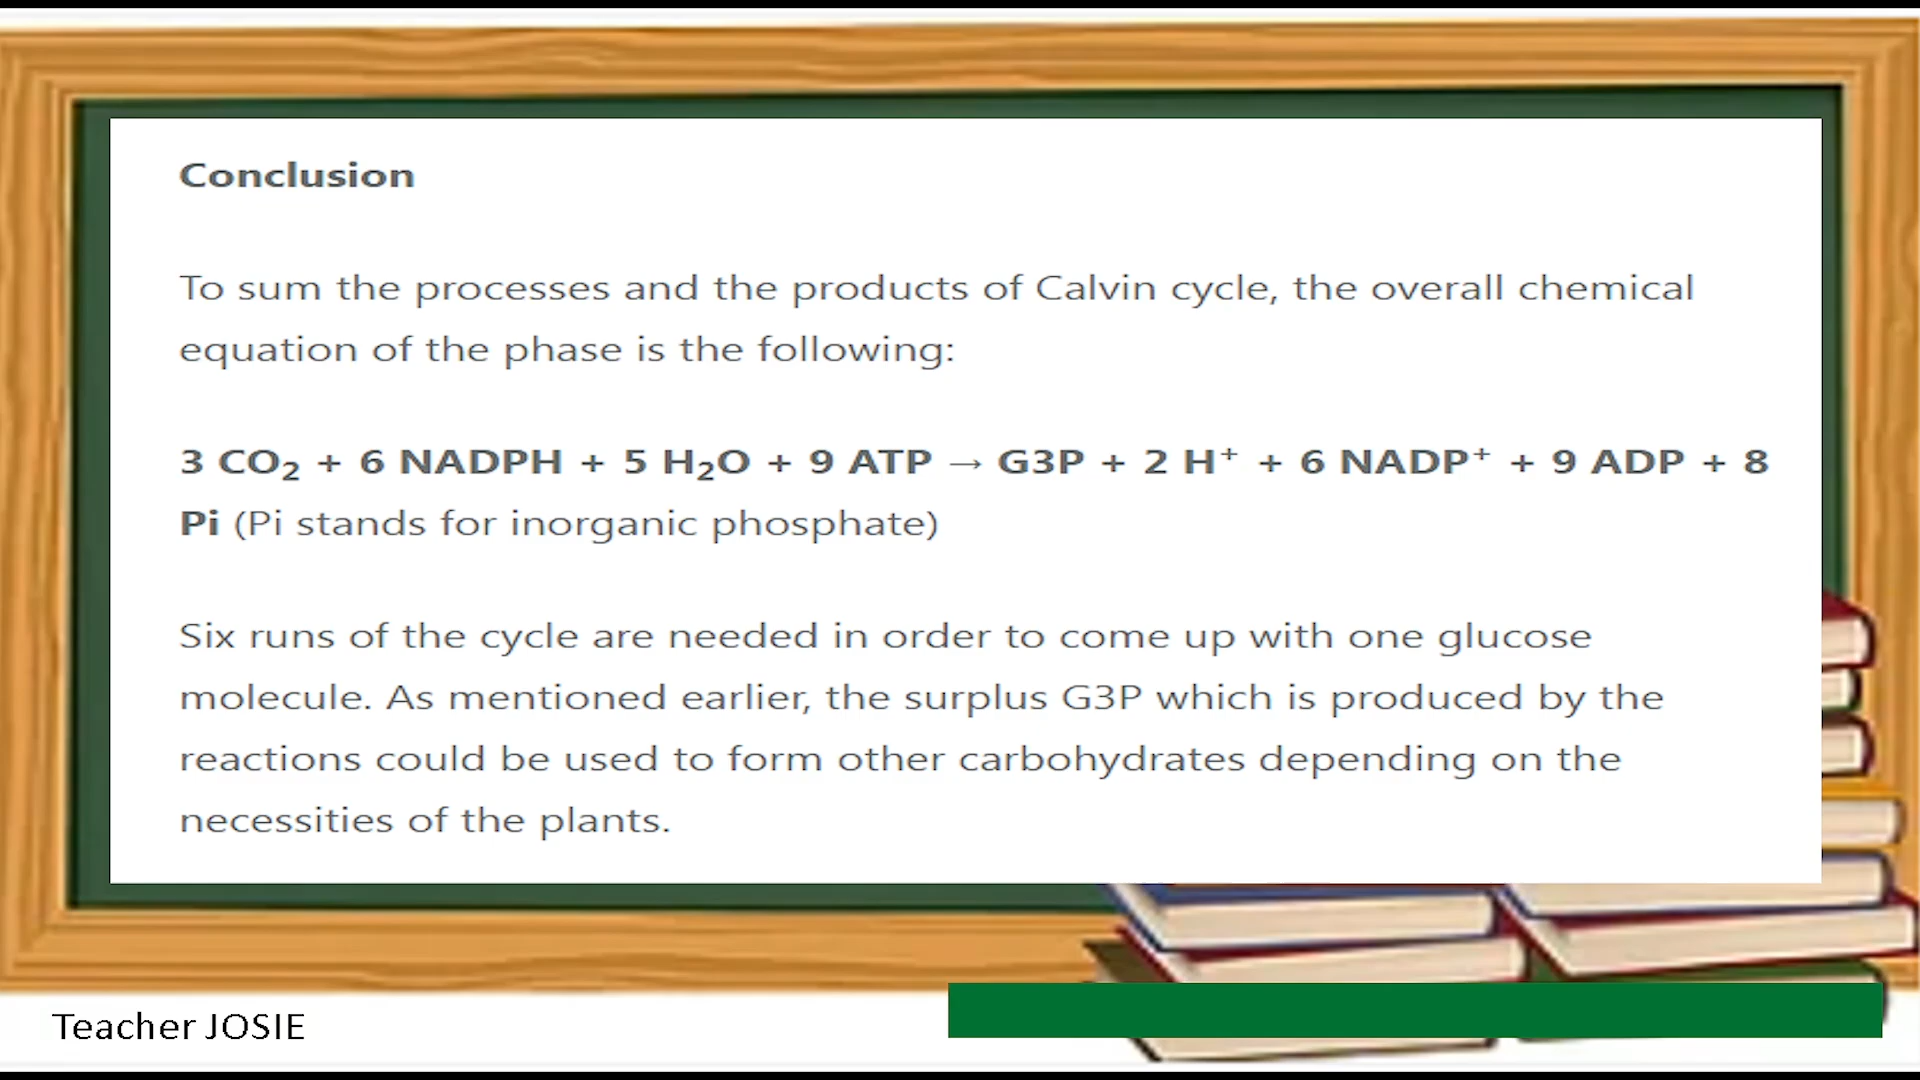 Conclusion
To sum the processes and the products of Calvin cycle, the overall chemical
equation of the phase is the following:
3 CO₂ + 6 NADPH + 5 H₂O + 9 ATP → G3P + 2 H⁺ + 6 NADP⁺ + 9 ADP + 8
Pi (Pi stands for inorganic phosphate)
Six runs of the cycle are needed in order to come up with one glucose
molecule. As mentioned earlier, the surplus G3P which is produced by the
reactions could be used to form other carbohydrates depending on the
necessities of the plants.
Teacher JOSIE